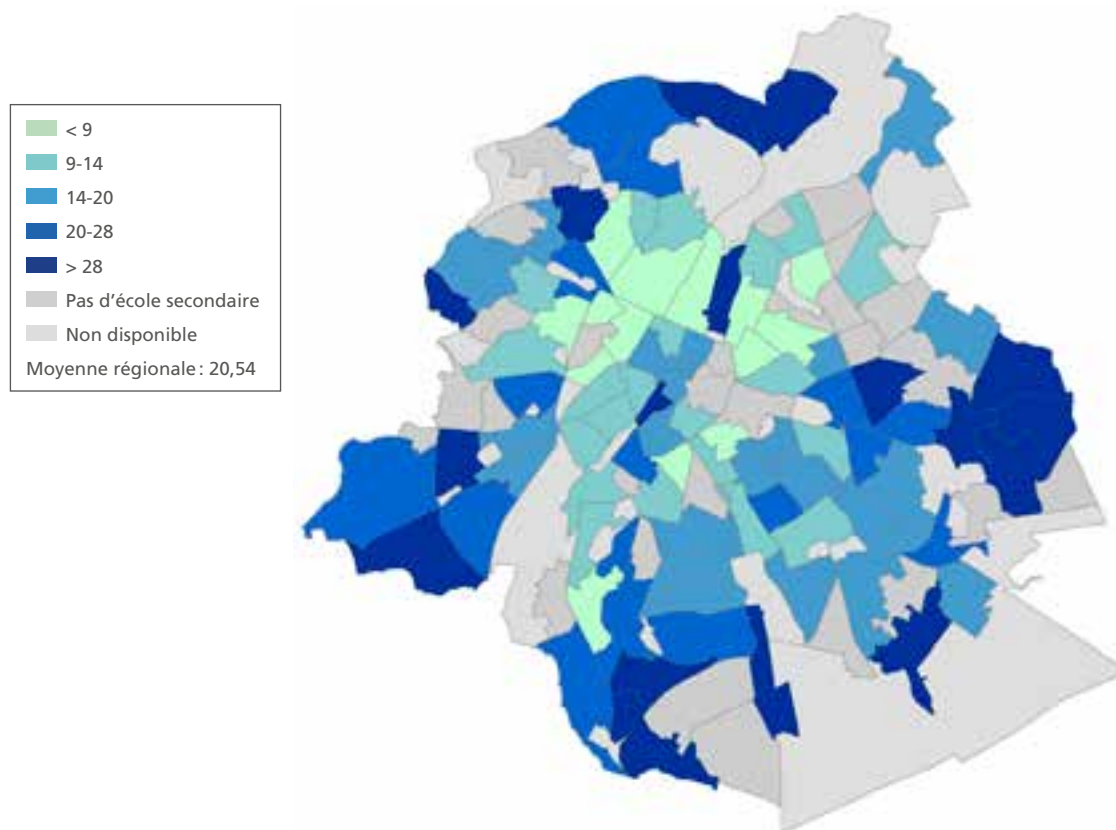 < 9
9-14
14-20
20-28
> 28
Pas d'école secondaire
Non disponible
Moyenne régionale : 20,54